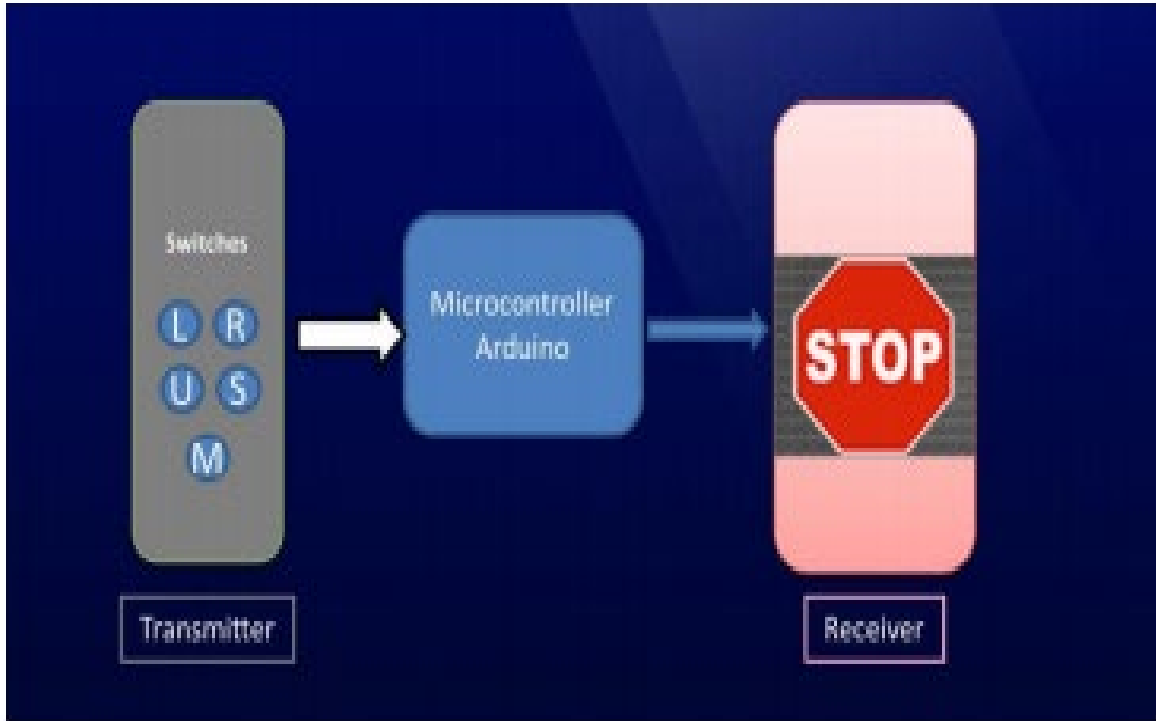 Switches
L R
U S
M
Transmitter
Microcontroller
Arduino
STOP
Receiver